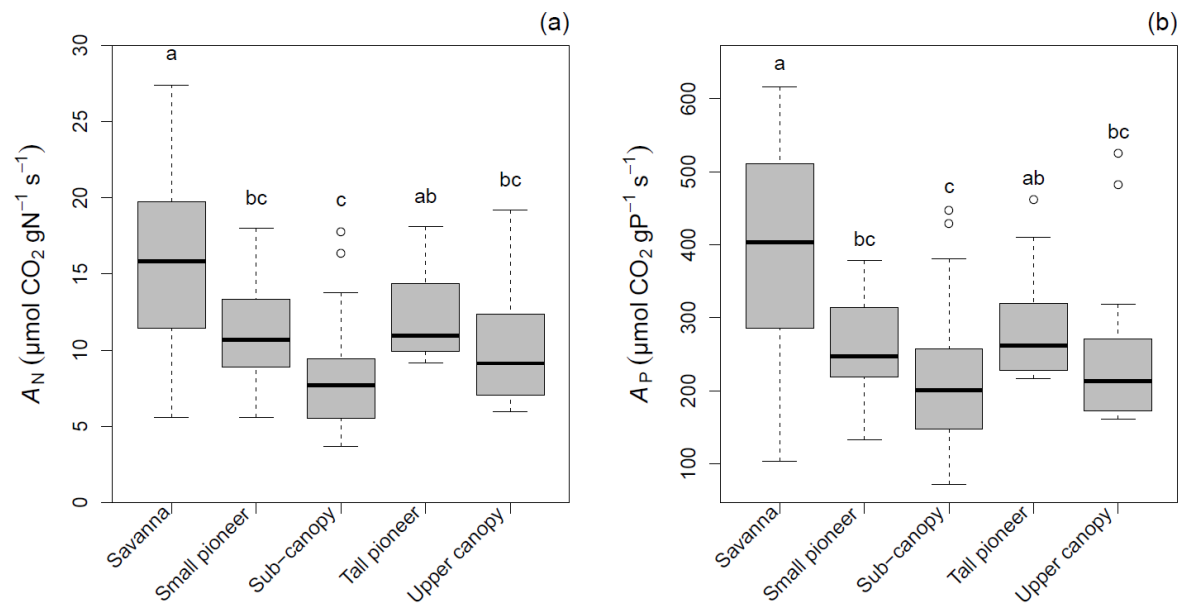 (a)
A_N (µmol CO₂ gN⁻¹ s⁻¹)
30
25
20
15
10
5
0
a
bc
c
ab
bc
Savanna
Small pioneer
Sub−canopy
Tall pioneer
Upper canopy
(b)
A_P (µmol CO₂ gP⁻¹ s⁻¹)
600
500
400
300
200
100
a
bc
c
ab
bc
Savanna
Small pioneer
Sub−canopy
Tall pioneer
Upper canopy